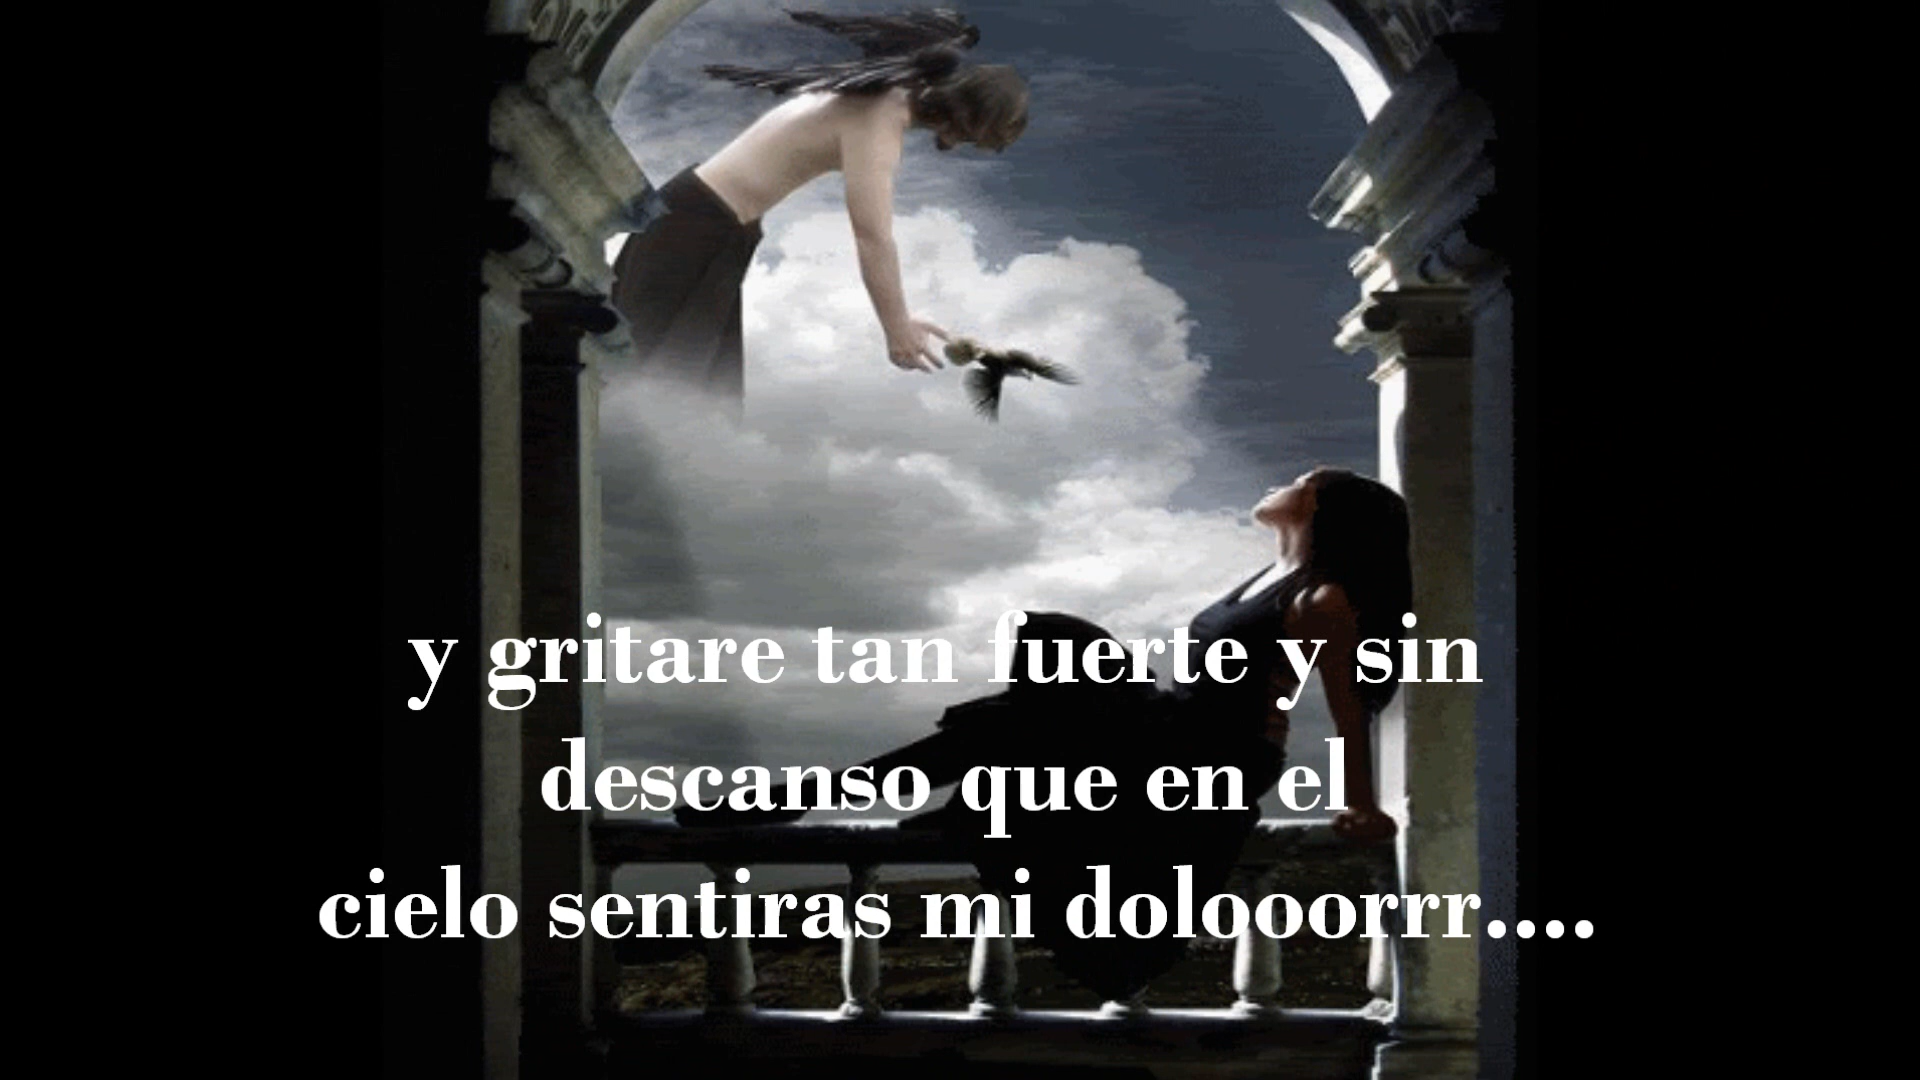 y gritare tan fuerte y sin
descanso que en el
cielo sentiras mi dolooorrr....